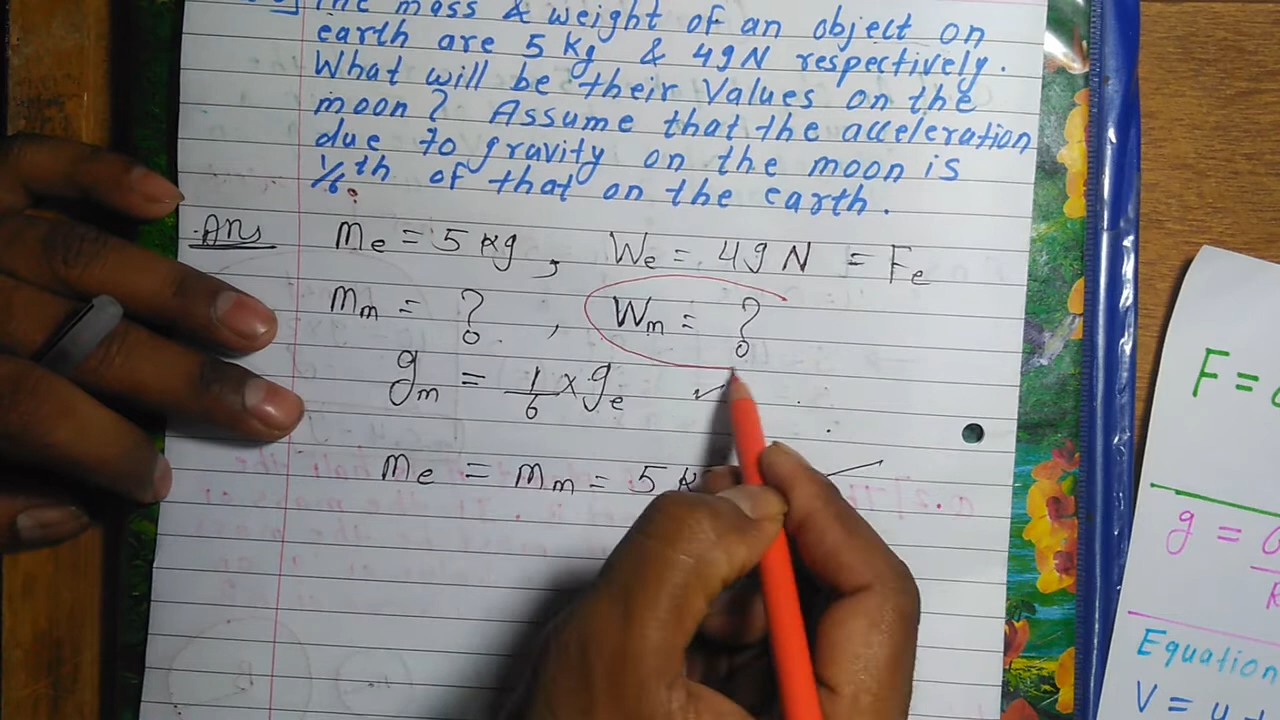 The mass & weight of an object on
earth are 5 kg & 49 N respectively.
What will be their Values on the
moon? Assume that the acceleration
due to gravity on the moon is
1/6th of that on the earth.
Ans me = 5 kg, We = 49 N = Fe
mm = ?, Wm = ?
gm = 1/6 × ge ✓
me = mm = 5 k
F =
g =
Equation
V = u +